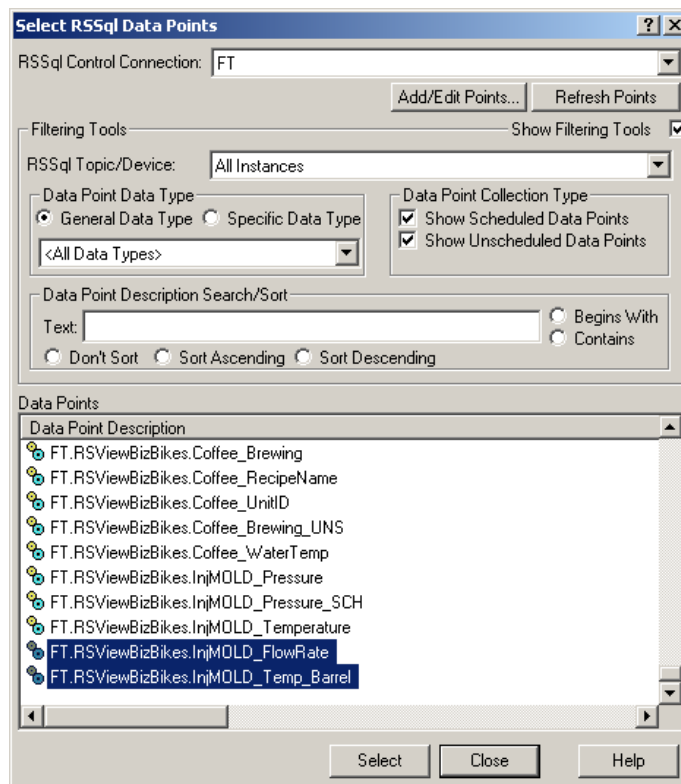 Select RSSql Data Points
RSSql Control Connection: FT
Add/Edit Points... Refresh Points
Filtering Tools Show Filtering Tools
RSSql Topic/Device: All Instances
Data Point Data Type Data Point Collection Type
General Data Type Specific Data Type Show Scheduled Data Points
<All Data Types> Show Unscheduled Data Points
Data Point Description Search/Sort
Text: Begins With
Contains
Don't Sort Sort Ascending Sort Descending
Data Points
Data Point Description
FT.RSViewBizBikes.Coffee_Brewing
FT.RSViewBizBikes.Coffee_RecipeName
FT.RSViewBizBikes.Coffee_UnitID
FT.RSViewBizBikes.Coffee_Brewing_UNS
FT.RSViewBizBikes.Coffee_WaterTemp
FT.RSViewBizBikes.InjMOLD_Pressure
FT.RSViewBizBikes.InjMOLD_Pressure_SCH
FT.RSViewBizBikes.InjMOLD_Temperature
FT.RSViewBizBikes.InjMOLD_FlowRate
FT.RSViewBizBikes.InjMOLD_Temp_Barrel
Select Close Help